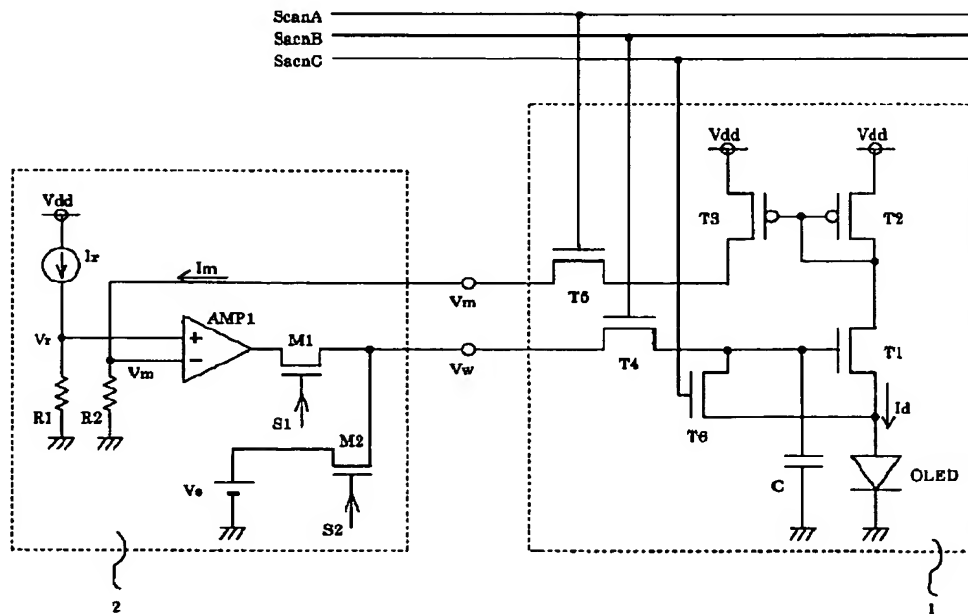 ScanA
SacnB
SacnC
Vdd
Vdd
T3
T2
Vdd
Ir
Im
Vm
T5
AMP1
M1
Vr
+
−
Vm
Vw
T4
T1
R1
R2
S1
M2
T6
Id
Ve
S2
C
OLED
2
1